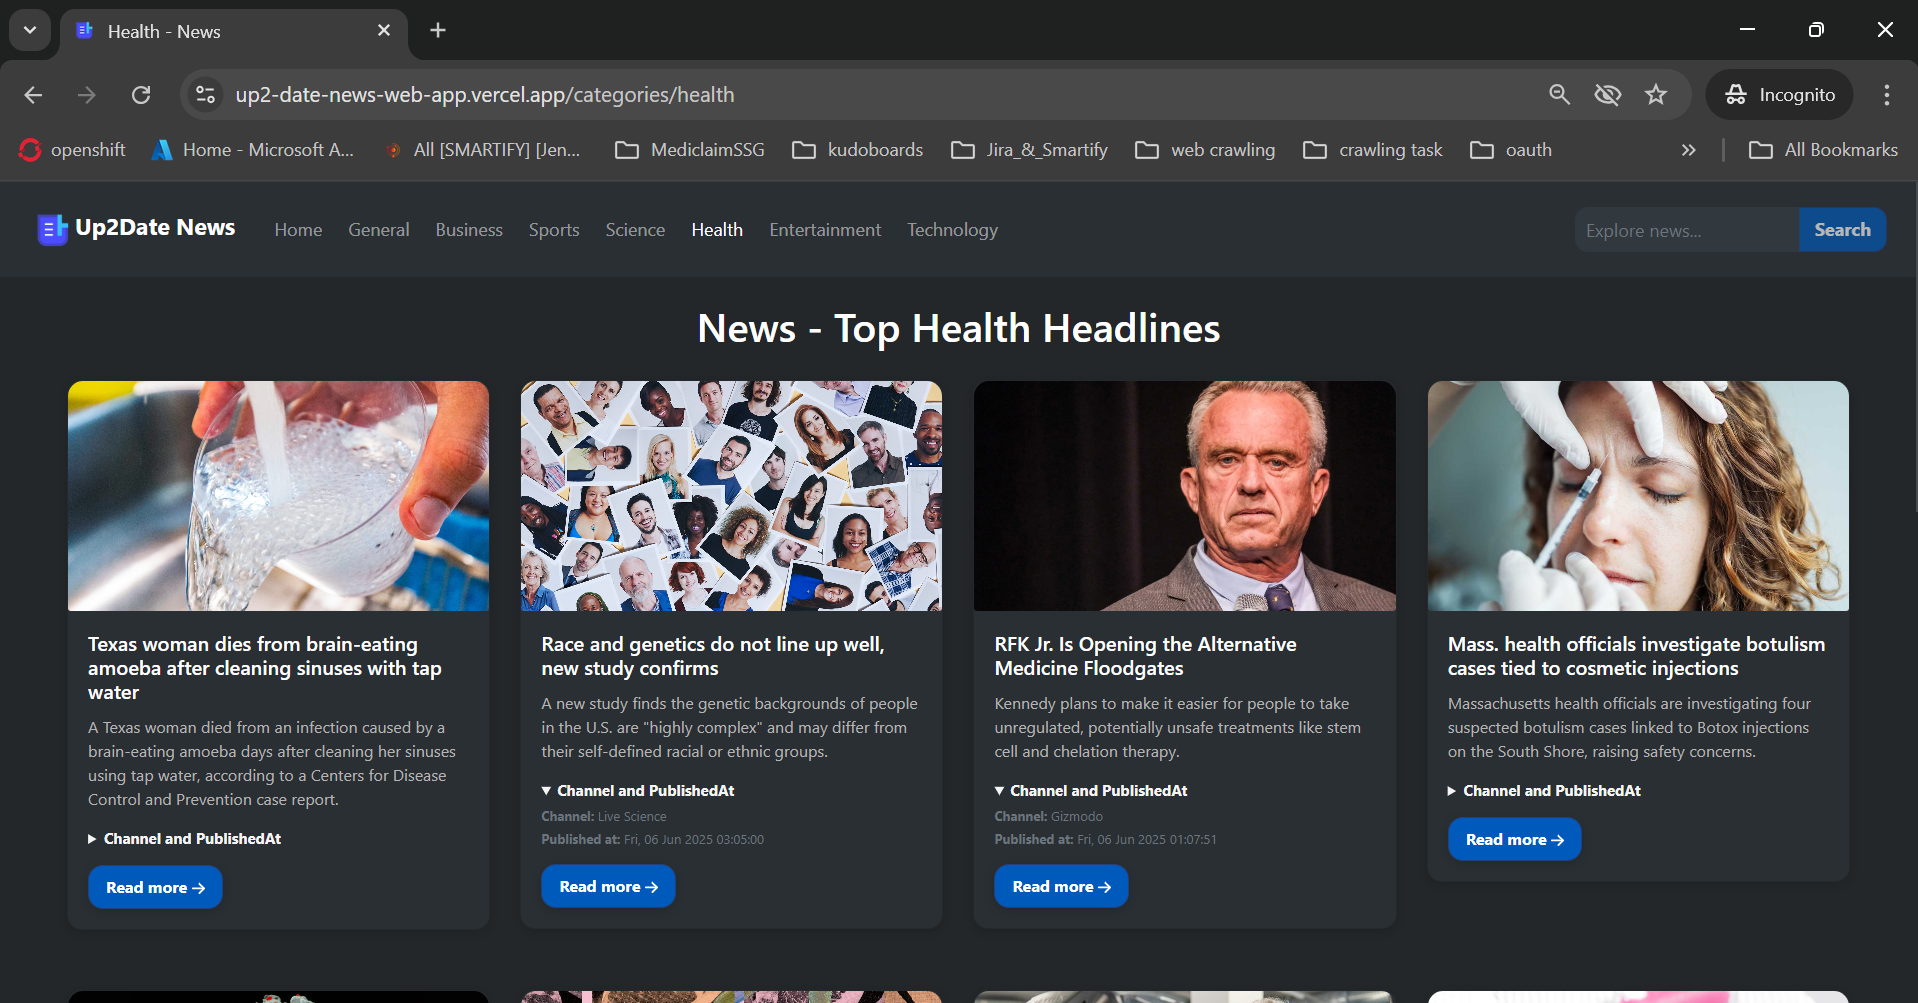 Health - News
up2-date-news-web-app.vercel.app/categories/health
Incognito
openshift
Home - Microsoft A...
All [SMARTIFY] [Jen...
MediclaimSSG
kudoboards
Jira_&_Smartify
web crawling
crawling task
oauth
All Bookmarks
Up2Date News
Home
General
Business
Sports
Science
Health
Entertainment
Technology
Explore news...
Search
News - Top Health Headlines
Texas woman dies from brain-eating
amoeba after cleaning sinuses with tap
water
A Texas woman died from an infection caused by a
brain-eating amoeba days after cleaning her sinuses
using tap water, according to a Centers for Disease
Control and Prevention case report.
Channel and PublishedAt
Read more →
Race and genetics do not line up well,
new study confirms
A new study finds the genetic backgrounds of people
in the U.S. are "highly complex" and may differ from
their self-defined racial or ethnic groups.
Channel and PublishedAt
Channel: Live Science
Published at: Fri, 06 Jun 2025 03:05:00
Read more →
RFK Jr. Is Opening the Alternative
Medicine Floodgates
Kennedy plans to make it easier for people to take
unregulated, potentially unsafe treatments like stem
cell and chelation therapy.
Channel and PublishedAt
Channel: Gizmodo
Published at: Fri, 06 Jun 2025 01:07:51
Read more →
Mass. health officials investigate botulism
cases tied to cosmetic injections
Massachusetts health officials are investigating four
suspected botulism cases linked to Botox injections
on the South Shore, raising safety concerns.
Channel and PublishedAt
Read more →